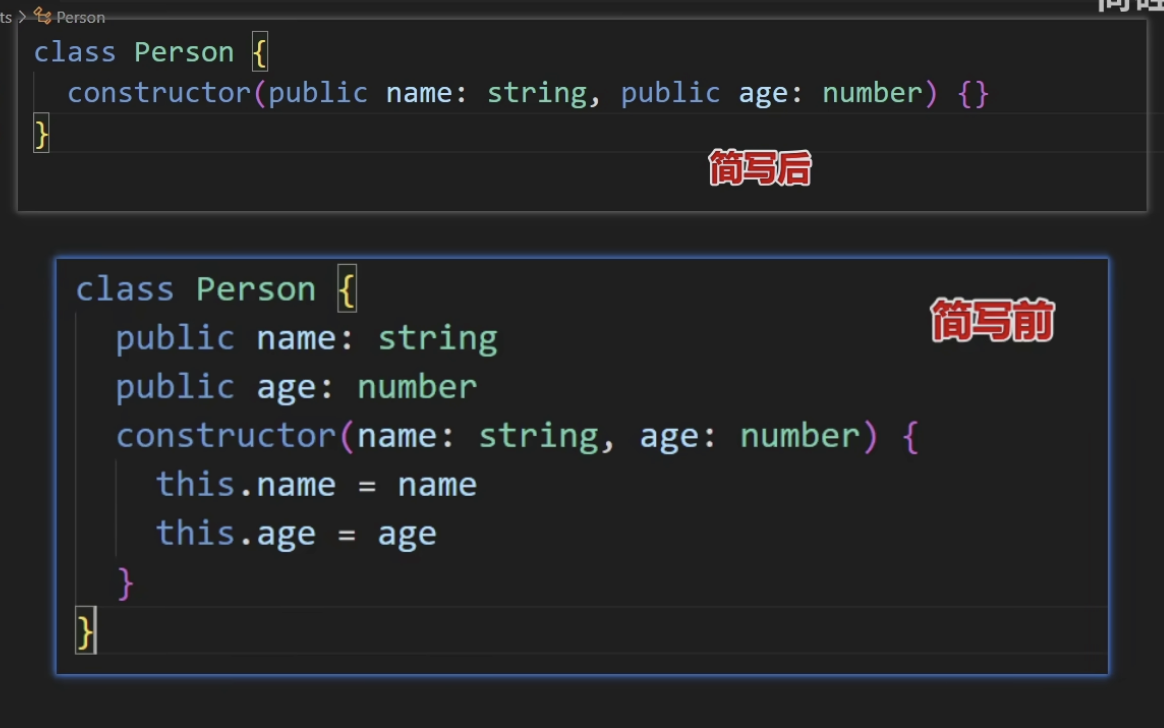 ts > Person
class Person {
constructor(public name: string, public age: number) {}
}
简写后
class Person {
简写前
public name: string
public age: number
constructor(name: string, age: number) {
this.name = name
this.age = age
}
}